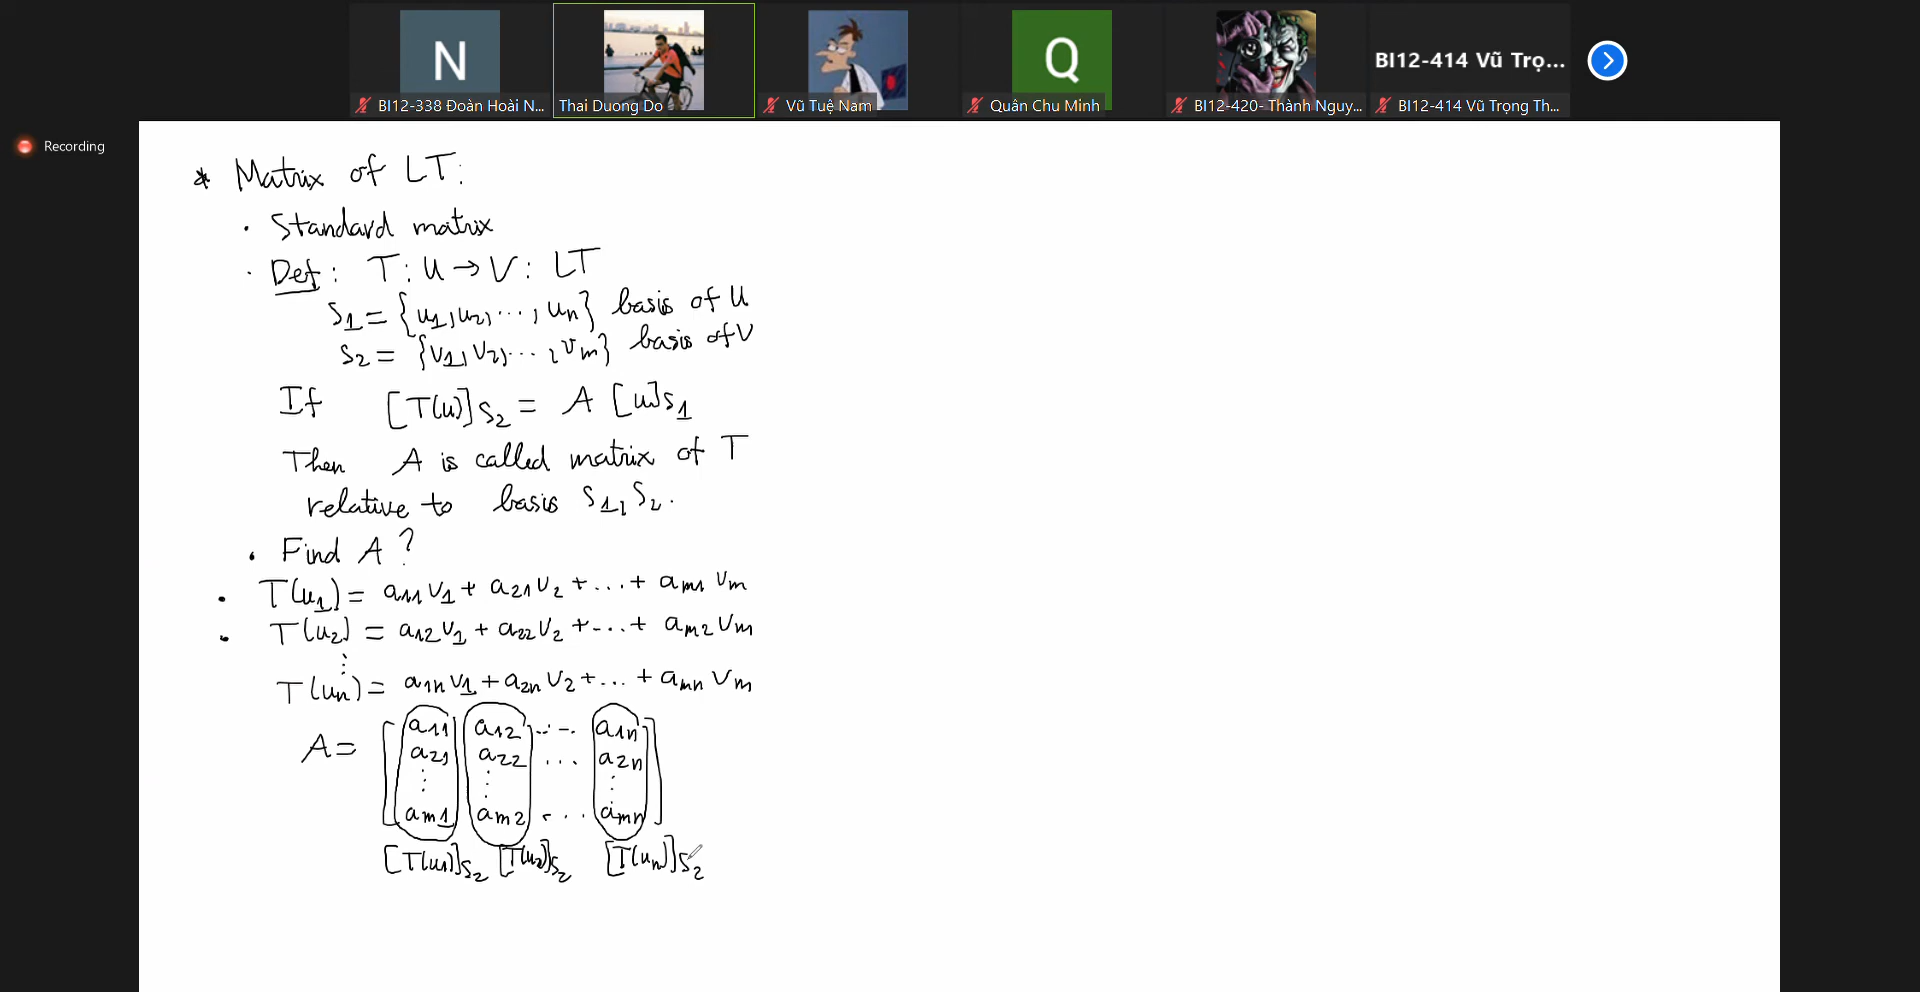 N
Q
BI12-414 Vũ Trọ...
BI12-338 Đoàn Hoài N...
Thai Duong Do
Vũ Tuệ Nam
Quân Chu Minh
BI12-420- Thành Nguy...
BI12-414 Vũ Trọng Th...
Recording
* Matrix of LT:
· Standard matrix
· Def: T: U → V: LT
S1 = {u1, u2, ..., un} basis of U
S2 = {v1, v2, ..., vm} basis of V
If [T(u)]S2 = A [u]S1
Then A is called matrix of T
relative to basis S1, S2.
· Find A?
· T(u1) = a11 v1 + a21 v2 + ... + am1 vm
· T(u2) = a12 v1 + a22 v2 + ... + am2 vm
⋮
T(un) = a1n v1 + a2n v2 + ... + amn vm
A = [ a11 a12 ... a1n
a21 a22 ... a2n
⋮ ⋮ ⋮
am1 am2 ... amn ]
[T(u1)]S2 [T(u2)]S2 [T(un)]S2